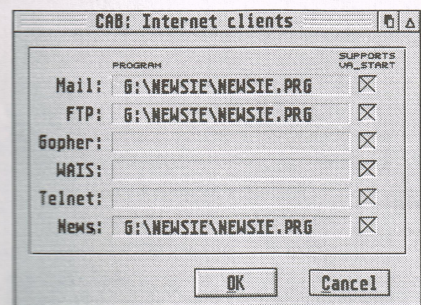 CAB: Internet clients
PROGRAM
SUPPORTS
VA_START
Mail: G:\NEWSIE\NEWSIE.PRG
FTP: G:\NEWSIE\NEWSIE.PRG
Gopher:
WAIS:
Telnet:
News: G:\NEWSIE\NEWSIE.PRG
OK Cancel